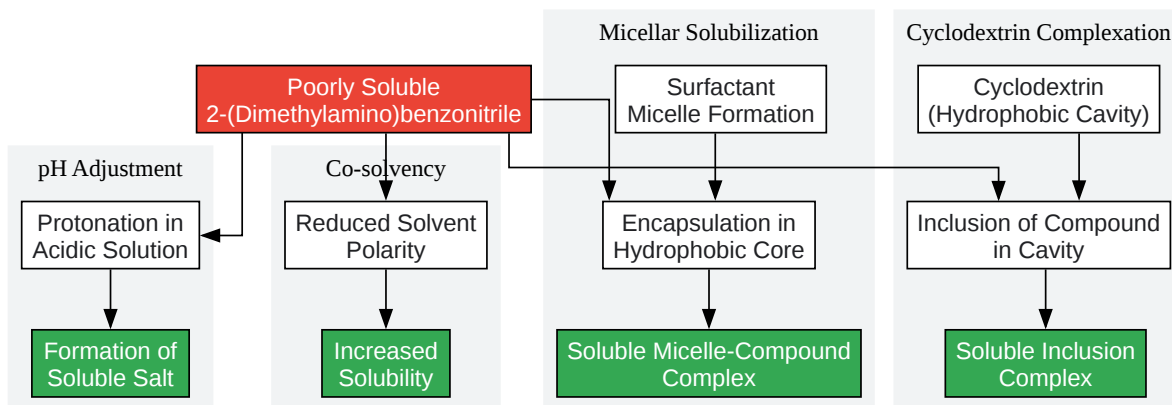 Micellar Solubilization
Cyclodextrin Complexation
Poorly Soluble
2-(Dimethylamino)benzonitrile
Surfactant
Micelle Formation
Cyclodextrin
(Hydrophobic Cavity)
pH Adjustment
Co-solvency
Protonation in
Acidic Solution
Reduced Solvent
Polarity
Encapsulation in
Hydrophobic Core
Inclusion of Compound
in Cavity
Formation of
Soluble Salt
Increased
Solubility
Soluble Micelle-Compound
Complex
Soluble Inclusion
Complex